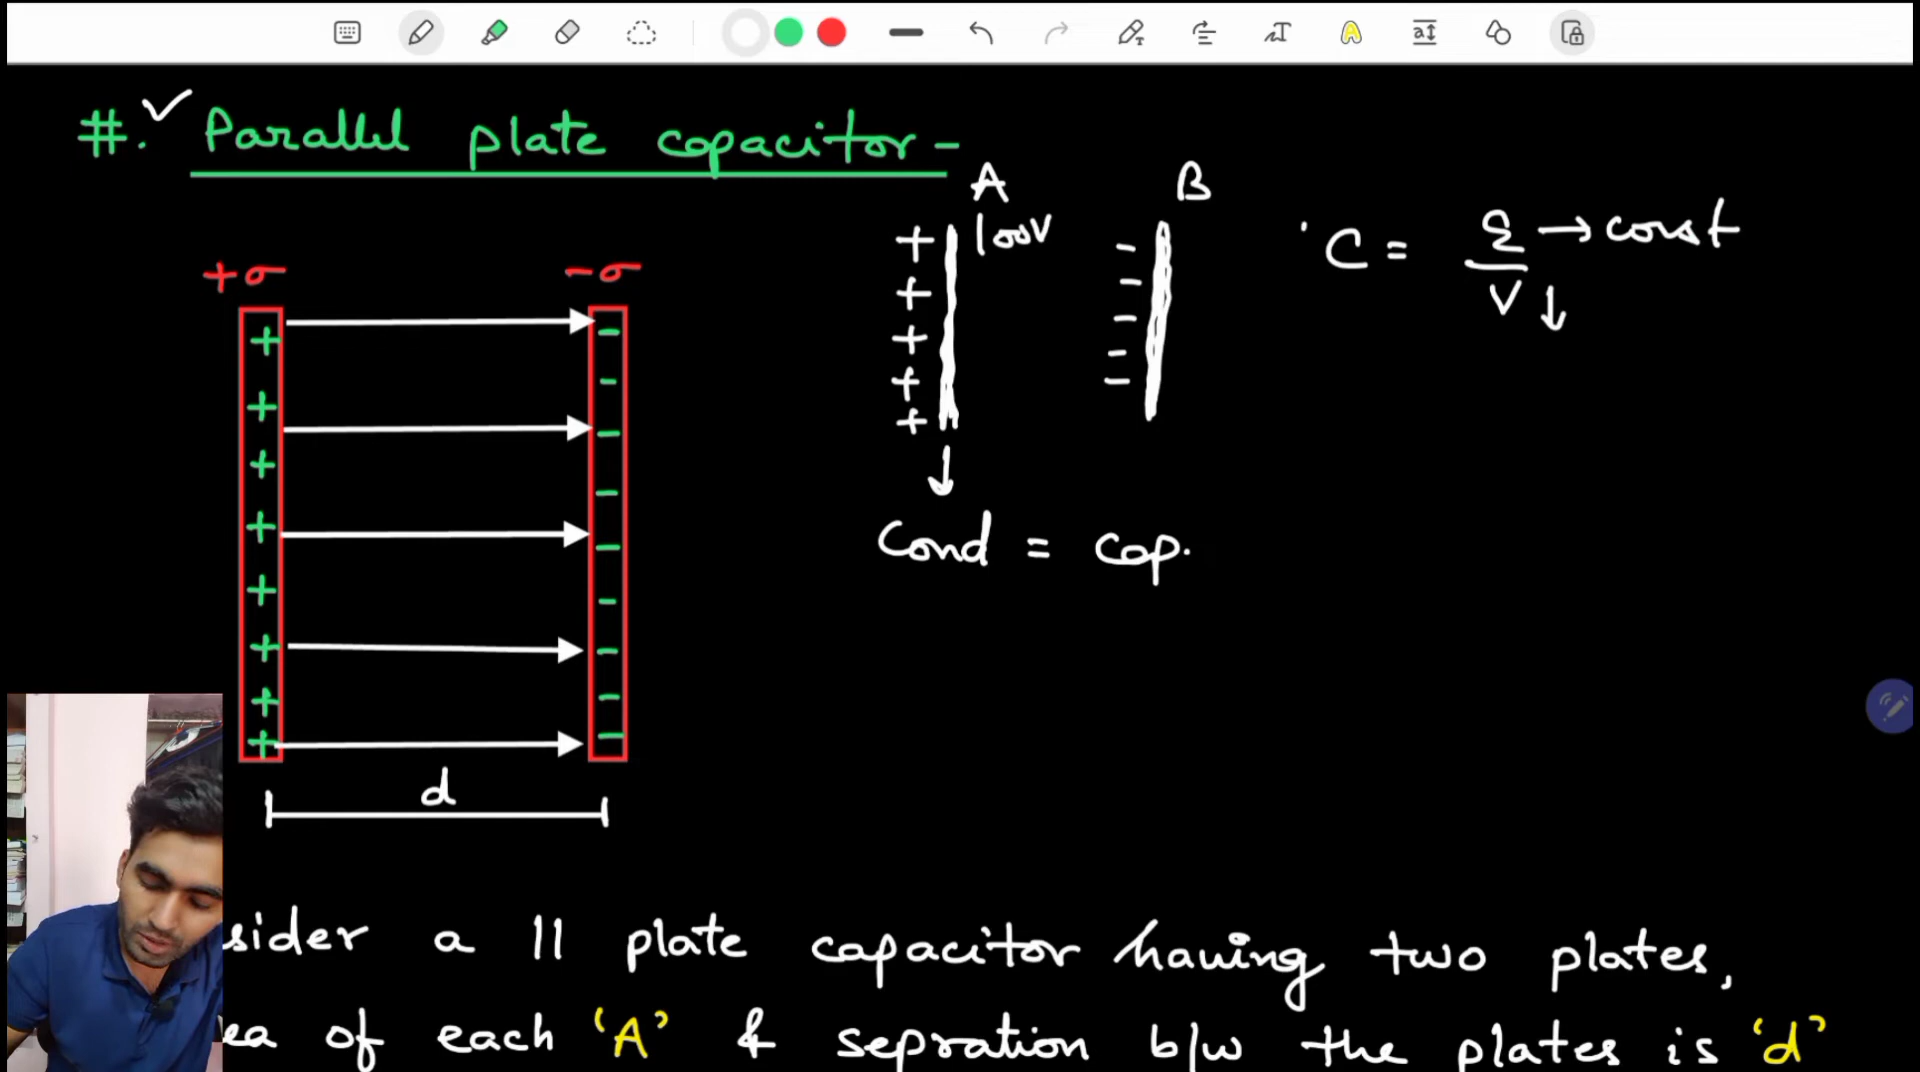 #. ✓ Parallel plate capacitor -
A B
100V
C = q/V → const
↓
+σ -σ
+ + + + + + + +
- - - - - - - - -
+ + + + +
- - - - -
↓
Cond = cap.
d
sider a || plate capacitor having two plates,
ea of each 'A' & sepration b/w the plates is 'd'